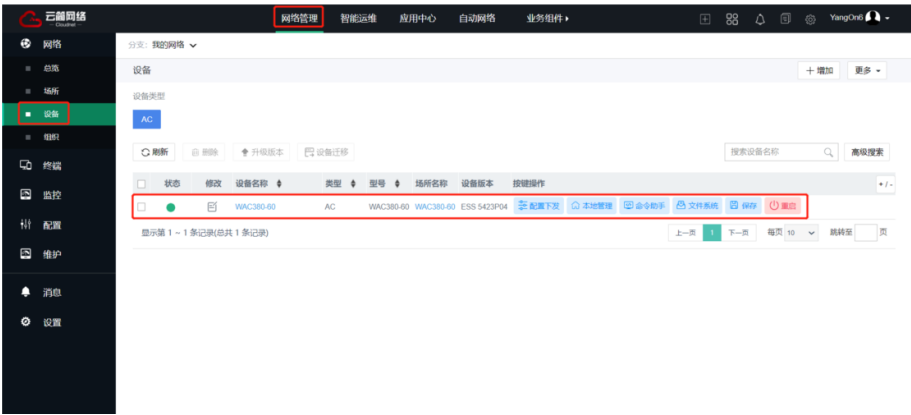 云簇网络 网络管理 智能运维 应用中心 自动网络 业务组件 YangOn6
Cloudnet
网络 分支: 我的网络
总览 设备 增加 更多
场所 设备类型
设备 AC
组织 刷新 删除 升级版本 设备迁移 搜索设备名称 高级搜索
终端
状态 修改 设备名称 类型 型号 场所名称 设备版本 按键操作 + / -
监控 WAC380-60 AC WAC380-60 WAC380-60 ESS 5423P04 配置下发 本地管理 命令助手 文件系统 保存 重启
配置 显示第 1 - 1 条记录(总共 1 条记录) 上一页 1 下一页 每页 10 跳转至 页
维护
消息
设置